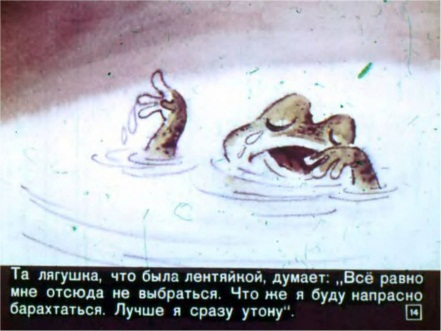 Та лягушка, что была лентяйкой, думает: „Всё равно
мне отсюда не выбраться. Что же я буду напрасно
барахтаться. Лучше я сразу утону".
14